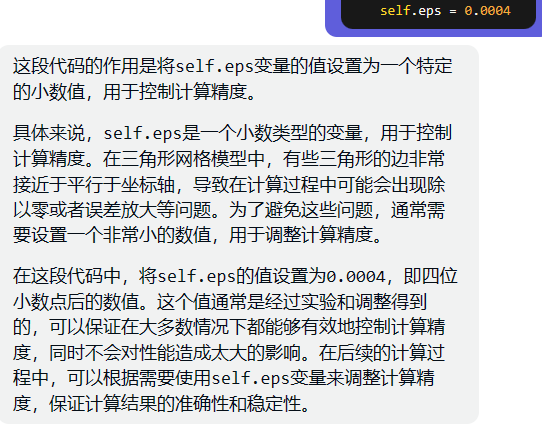 self.eps = 0.0004
这段代码的作用是将self.eps变量的值设置为一个特定
的小数值，用于控制计算精度。
具体来说，self.eps是一个小数类型的变量，用于控制
计算精度。在三角形网格模型中，有些三角形的边非常
接近于平行于坐标轴，导致在计算过程中可能会出现除
以零或者误差放大等问题。为了避免这些问题，通常需
要设置一个非常小的数值，用于调整计算精度。
在这段代码中，将self.eps的值设置为0.0004，即四位
小数点后的数值。这个值通常是经过实验和调整得到
的，可以保证在大多数情况下都能够有效地控制计算精
度，同时不会对性能造成太大的影响。在后续的计算过
程中，可以根据需要使用self.eps变量来调整计算精
度，保证计算结果的准确性和稳定性。